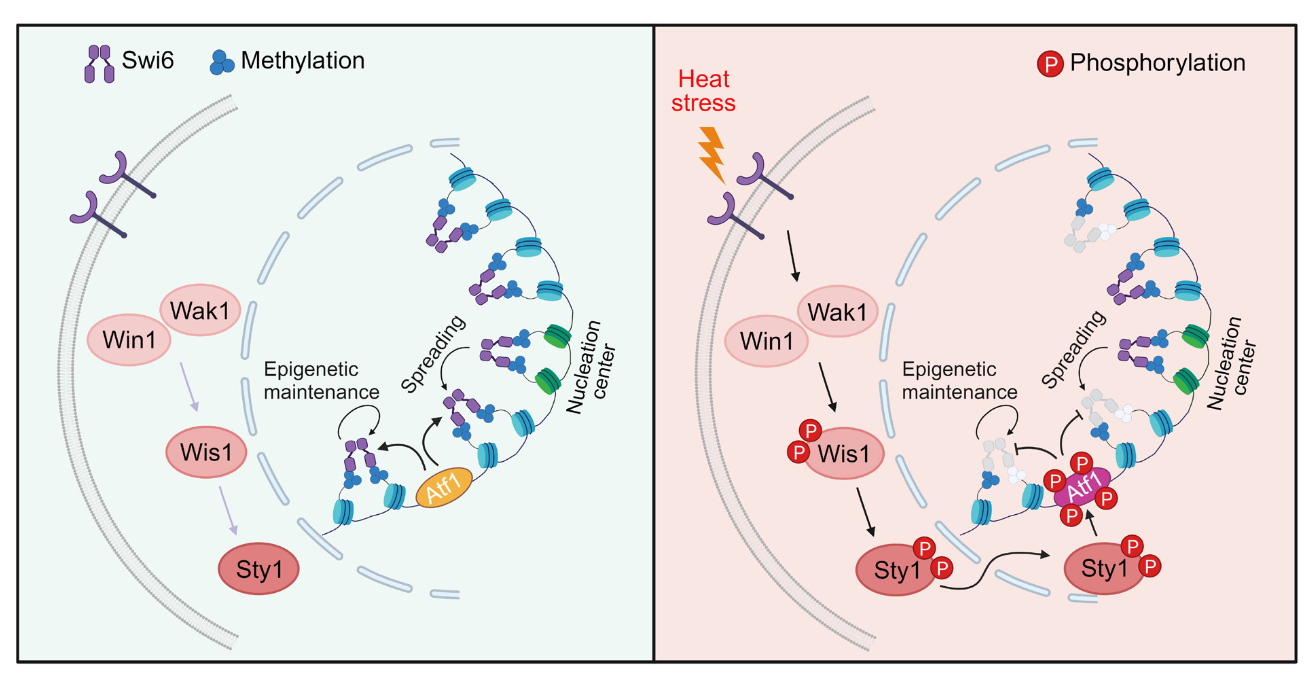 Swi6
Methylation
Wak1
Win1
Wis1
Sty1
Epigenetic
maintenance
Spreading
Nucleation
center
Atf1
Heat
stress
P Phosphorylation
Wak1
Win1
P
P
Wis1
Sty1
P
P
Epigenetic
maintenance
Spreading
Nucleation
center
P
P
P
P
Atf1
Sty1
P
P